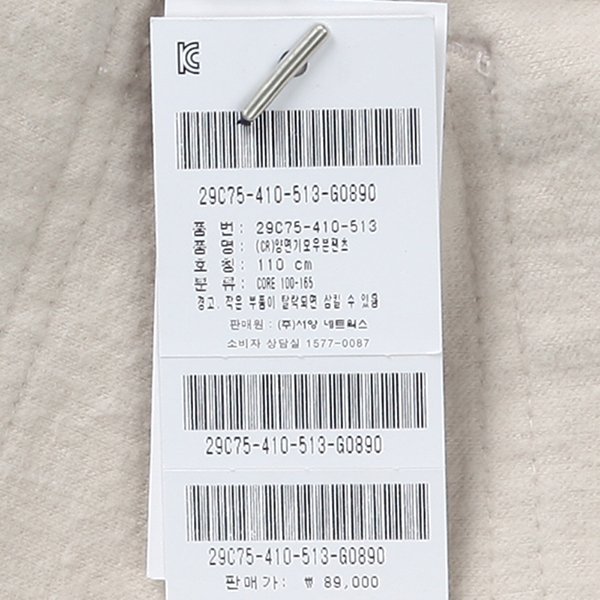 29C75-410-513-G0890
품 번: 29C75-410-513
품 명: (CR)양면기모우븐팬츠
호 칭: 110 cm
분 류: CORE 100-165
경고. 작은 부품이 탈락되면 삼킬 수 있음
판매원 : (주)서양 네트웍스
소비자 상담실 1577-0087
29C75-410-513-G0890
29C75-410-513-G0890
판매가: ₩ 89,000